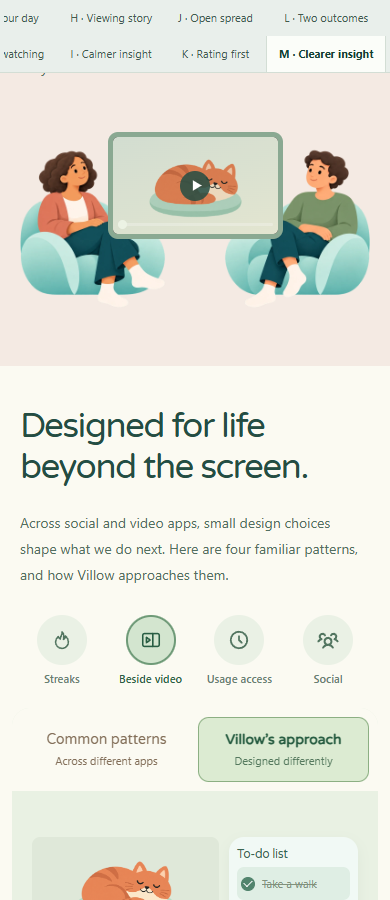 our day
H · Viewing story
J · Open spread
L · Two outcomes
watching
I · Calmer insight
K · Rating first
M · Clearer insight
Designed for life
beyond the screen.
Across social and video apps, small design choices
shape what we do next. Here are four familiar patterns,
and how Villow approaches them.
Streaks
Beside video
Usage access
Social
Common patterns
Across different apps
Villow's approach
Designed differently
To-do list
Take a walk